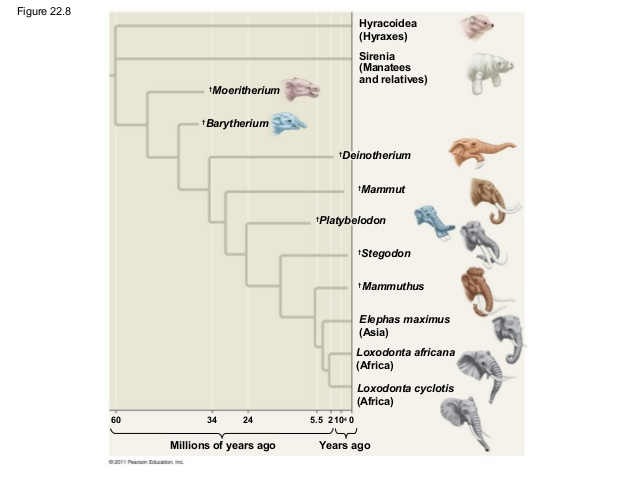 Figure 22.8
Hyracoidea
(Hyraxes)
Sirenia
(Manatees
and relatives)
†Moeritherium
†Barytherium
†Deinotherium
†Mammut
†Platybelodon
†Stegodon
†Mammuthus
Elephas maximus
(Asia)
Loxodonta africana
(Africa)
Loxodonta cyclotis
(Africa)
60 34 24 5.5 2 10⁴ 0
Millions of years ago Years ago
© 2011 Pearson Education, Inc.